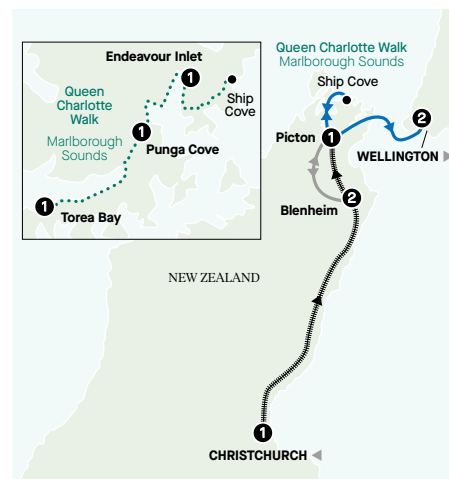 Endeavour Inlet
1
Queen
Charlotte
Walk
Ship
Cove
1
Marlborough
Sounds
Punga Cove
1
Torea Bay
Queen Charlotte Walk
Marlborough Sounds
Ship Cove
2
Picton
1
WELLINGTON
2
Blenheim
NEW ZEALAND
1
CHRISTCHURCH